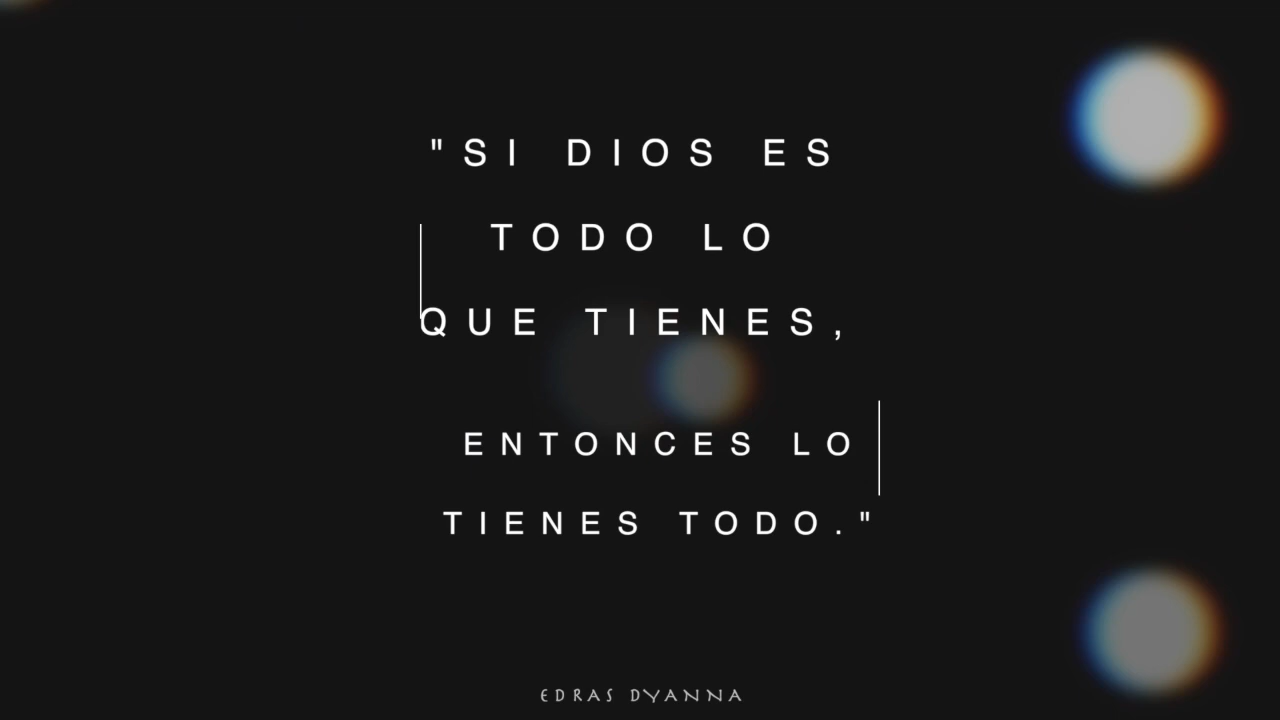 "SI DIOS ES
TODO LO
QUE TIENES,
ENTONCES LO
TIENES TODO."
EDRAS DYANNA